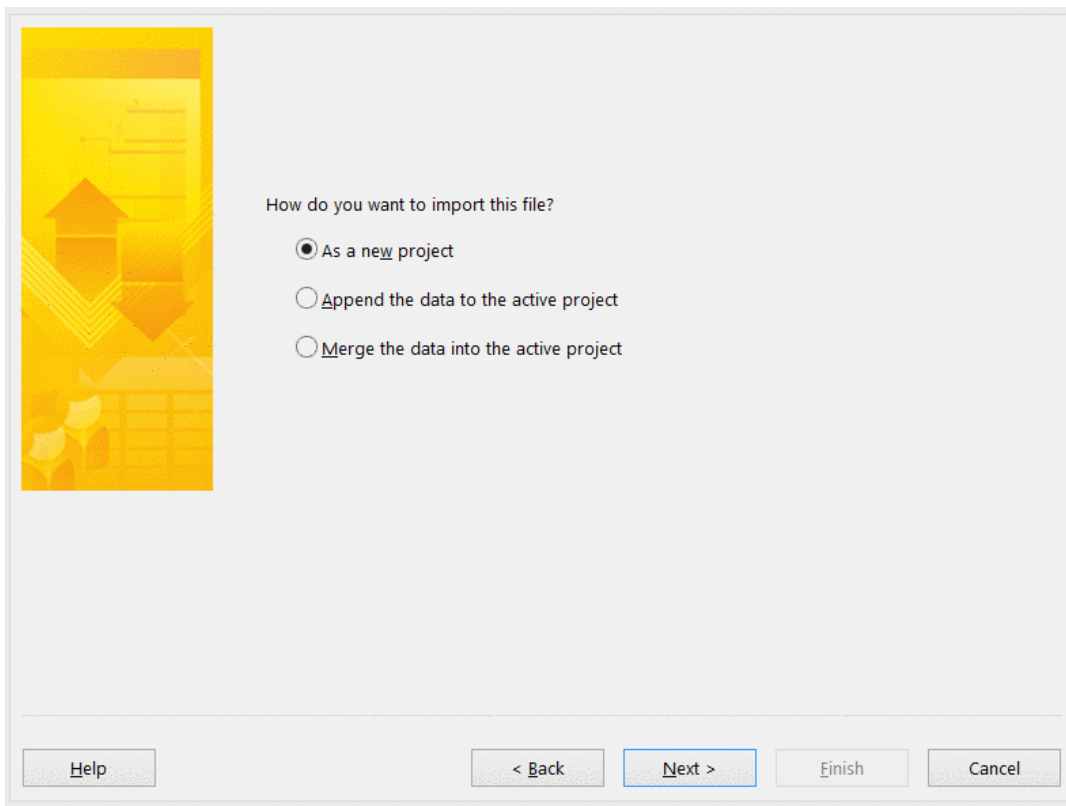 How do you want to import this file?
As a new project
Append the data to the active project
Merge the data into the active project
Help
< Back
Next >
Finish
Cancel